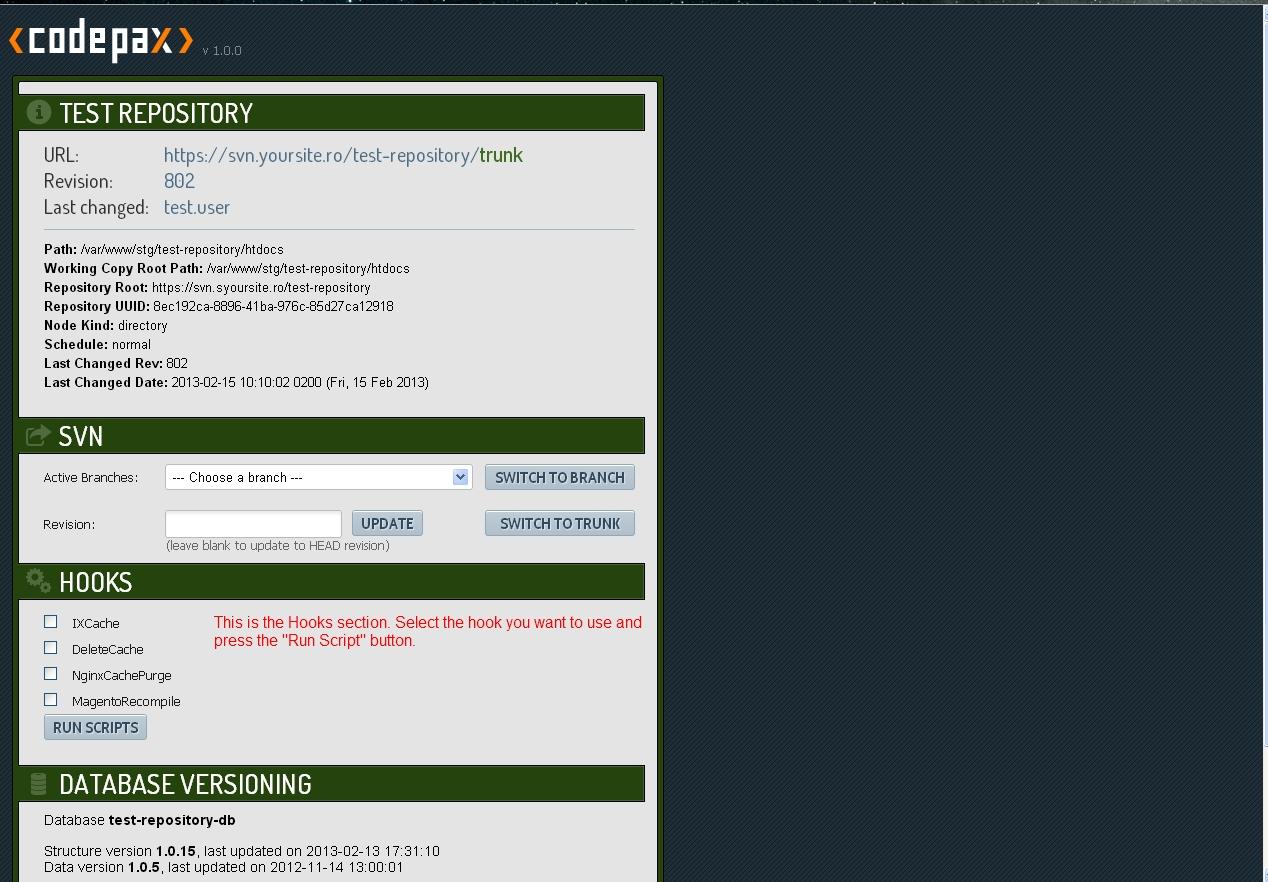 codepax v 1.0.0
TEST REPOSITORY
URL: https://svn.yoursite.ro/test-repository/trunk
Revision: 802
Last changed: test.user
Path: /var/www/stg/test-repository/htdocs
Working Copy Root Path: /var/www/stg/test-repository/htdocs
Repository Root: https://svn.syoursite.ro/test-repository
Repository UUID: 8ec192ca-8896-41ba-976c-85d27ca12918
Node Kind: directory
Schedule: normal
Last Changed Rev: 802
Last Changed Date: 2013-02-15 10:10:02 0200 (Fri, 15 Feb 2013)
SVN
Active Branches: --- Choose a branch --- SWITCH TO BRANCH
Revision: UPDATE SWITCH TO TRUNK
(leave blank to update to HEAD revision)
HOOKS
IXCache
This is the Hooks section. Select the hook you want to use and
press the "Run Script" button.
DeleteCache
NginxCachePurge
MagentoRecompile
RUN SCRIPTS
DATABASE VERSIONING
Database test-repository-db
Structure version 1.0.15, last updated on 2013-02-13 17:31:10
Data version 1.0.5, last updated on 2012-11-14 13:00:01